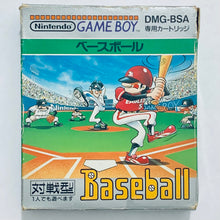 Nintendo GAME BOY
DMG-BSA
専用カートリッジ
ベースボール
対戦型
1人でも遊べます
Baseball